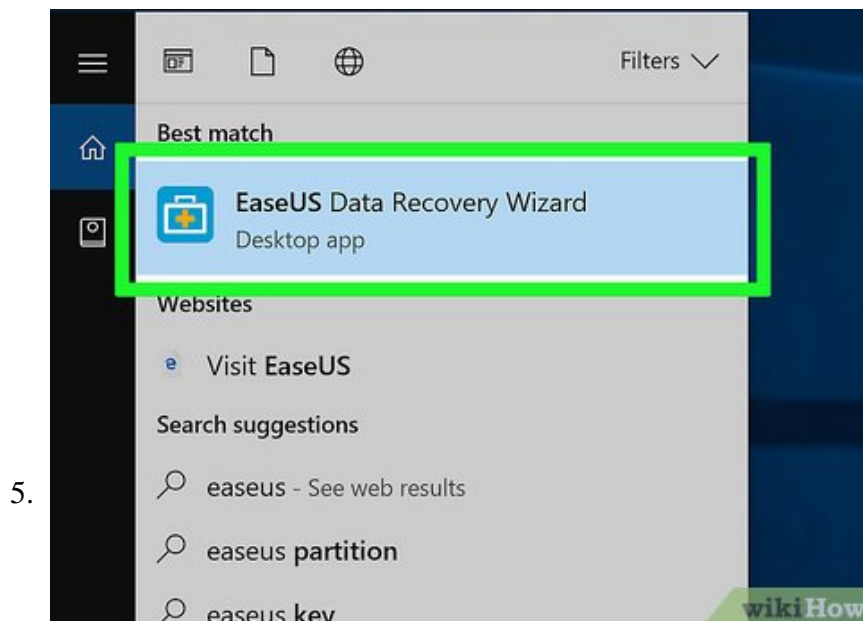 Filters
Best match
EaseUS Data Recovery Wizard
Desktop app
Websites
Visit EaseUS
Search suggestions
easeus - See web results
5.
easeus partition
easeus key
wikiHow